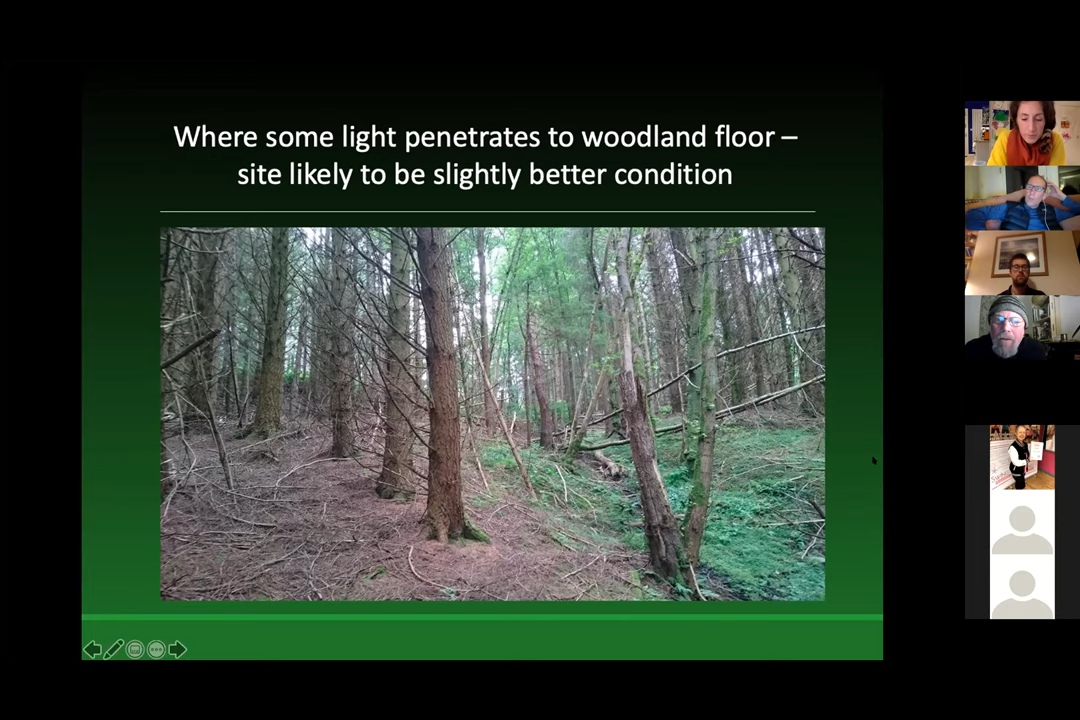 Where some light penetrates to woodland floor –
site likely to be slightly better condition